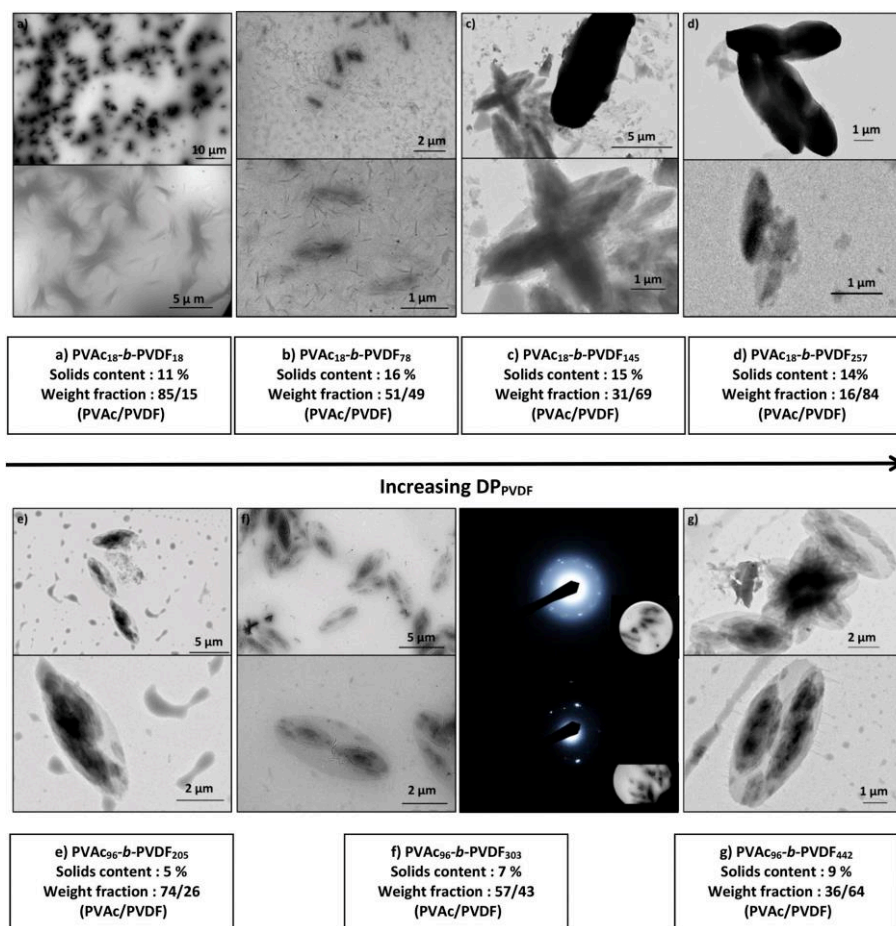 a)
10 µm
5 µ m
2 µm
1 µm
c)
5 µm
1 µm
d)
1 µm
1 µm
a) PVAc18-b-PVDF18
Solids content : 11 %
Weight fraction : 85/15
(PVAc/PVDF)
b) PVAc18-b-PVDF78
Solids content : 16 %
Weight fraction : 51/49
(PVAc/PVDF)
c) PVAc18-b-PVDF145
Solids content : 15 %
Weight fraction : 31/69
(PVAc/PVDF)
d) PVAc18-b-PVDF257
Solids content : 14%
Weight fraction : 16/84
(PVAc/PVDF)
Increasing DPPVDF
e)
5 µm
2 µm
f)
5 µm
2 µm
g)
2 µm
1 µm
e) PVAc96-b-PVDF205
Solids content : 5 %
Weight fraction : 74/26
(PVAc/PVDF)
f) PVAc96-b-PVDF303
Solids content : 7 %
Weight fraction : 57/43
(PVAc/PVDF)
g) PVAc96-b-PVDF442
Solids content : 9 %
Weight fraction : 36/64
(PVAc/PVDF)